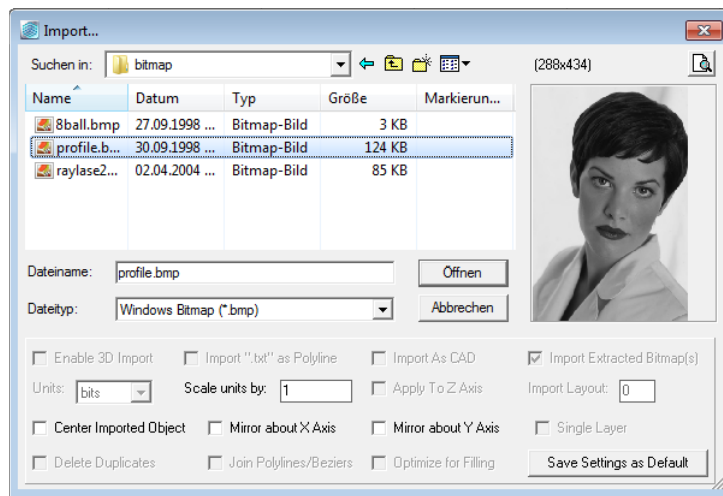 Import...
Suchen in: bitmap (288x434)
Name Datum Typ Größe Markierun...
8ball.bmp 27.09.1998 ... Bitmap-Bild 3 KB
profile.b... 30.09.1998 ... Bitmap-Bild 124 KB
raylase2... 02.04.2004 ... Bitmap-Bild 85 KB
Dateiname: profile.bmp Öffnen
Dateityp: Windows Bitmap (*.bmp) Abbrechen
Enable 3D Import Import ".txt" as Polyline Import As CAD Import Extracted Bitmap(s)
Units: bits Scale units by: 1 Apply To Z Axis Import Layout: 0
Center Imported Object Mirror about X Axis Mirror about Y Axis Single Layer
Delete Duplicates Join Polylines/Beziers Optimize for Filling Save Settings as Default